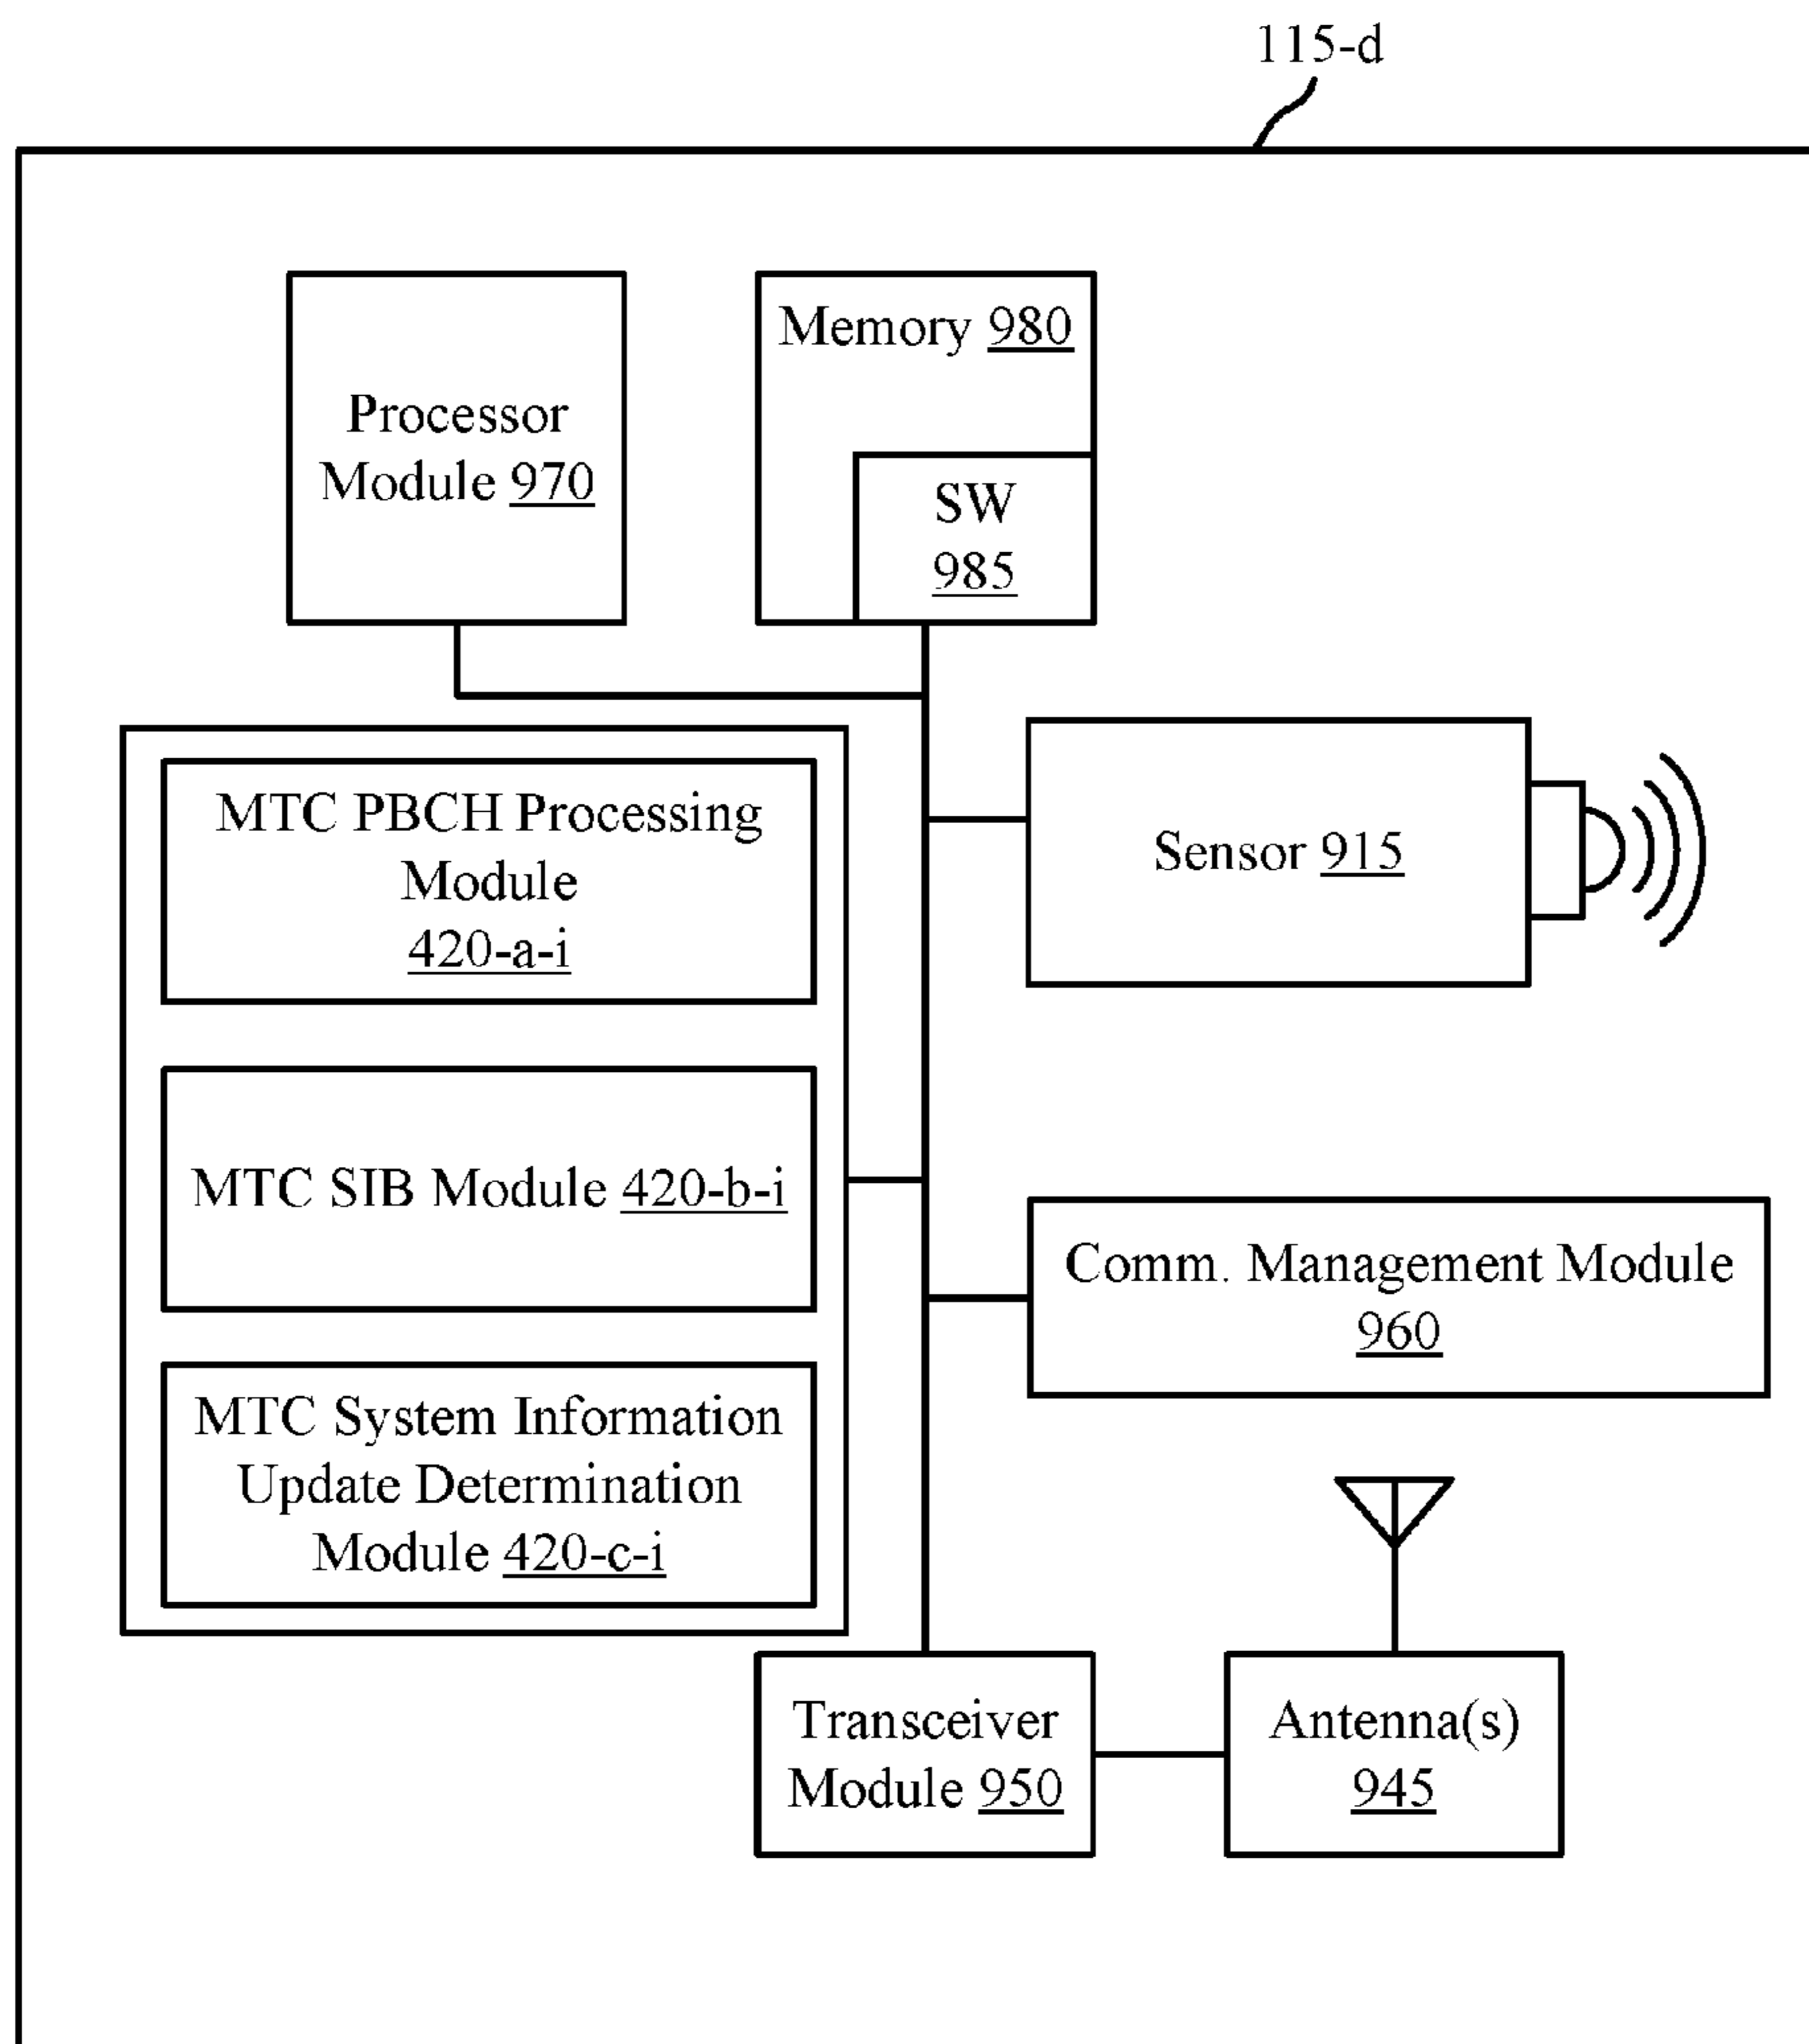 115-d
Processor
Module 970
Memory 980
SW
985
MTC PBCH Processing
Module
420-a-i
Sensor 915
MTC SIB Module 420-b-i
Comm. Management Module
960
MTC System Information
Update Determination
Module 420-c-i
Transceiver
Module 950
Antenna(s)
945